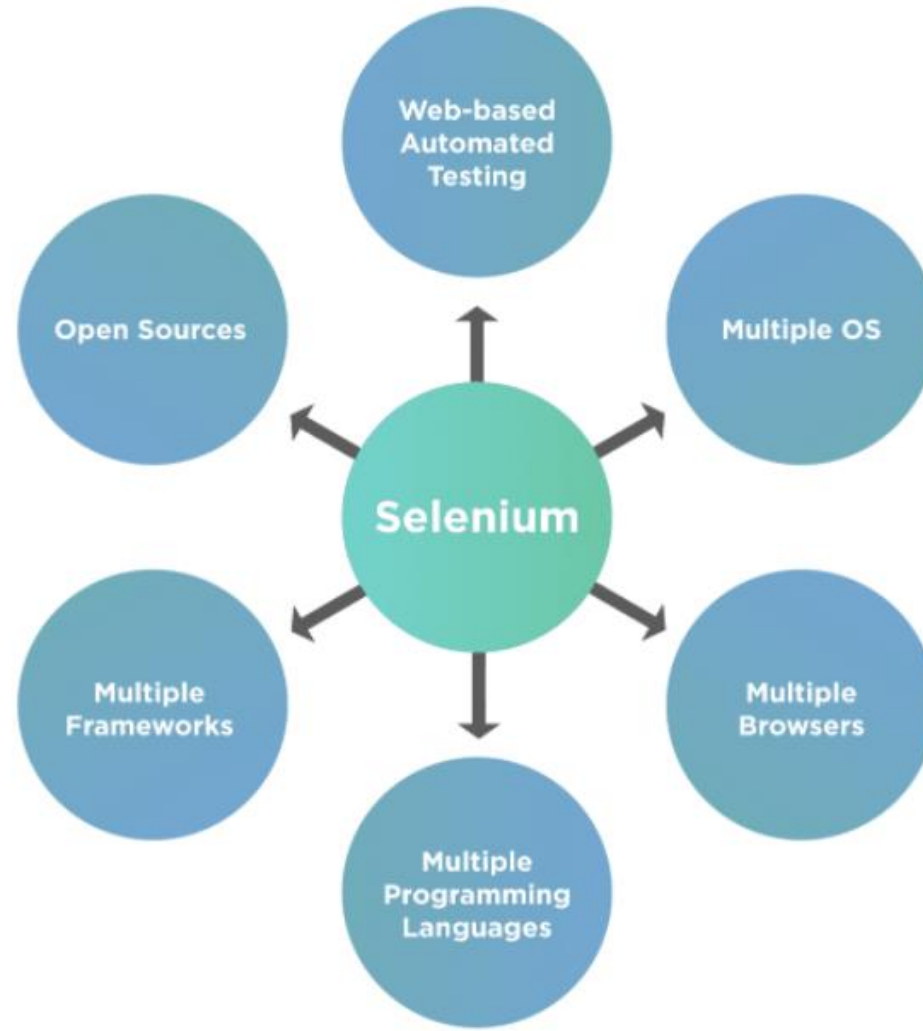 Web-based
Automated
Testing
Open Sources
Multiple OS
Selenium
Multiple
Frameworks
Multiple
Browsers
Multiple
Programming
Languages